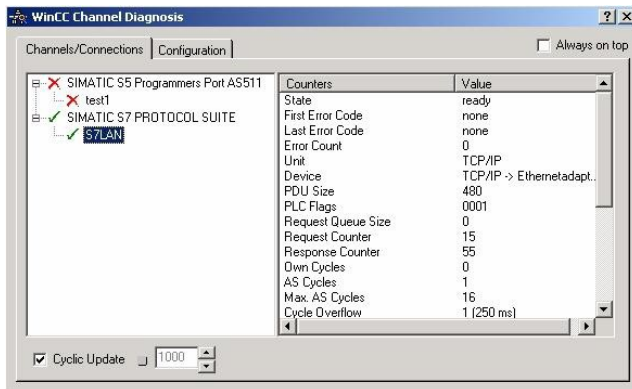 WinCC Channel Diagnosis
Channels/Connections
Configuration
Always on top
SIMATIC S5 Programmers Port AS511
test1
SIMATIC S7 PROTOCOL SUITE
S7LAN
Counters Value
State ready
First Error Code none
Last Error Code none
Error Count 0
Unit TCP/IP
Device TCP/IP -> Ethernetadapt..
PDU Size 480
PLC Flags 0001
Request Queue Size 0
Request Counter 15
Response Counter 55
Own Cycles 0
AS Cycles 1
Max. AS Cycles 16
Cycle Overflow 1 (250 ms)
Cyclic Update 1000